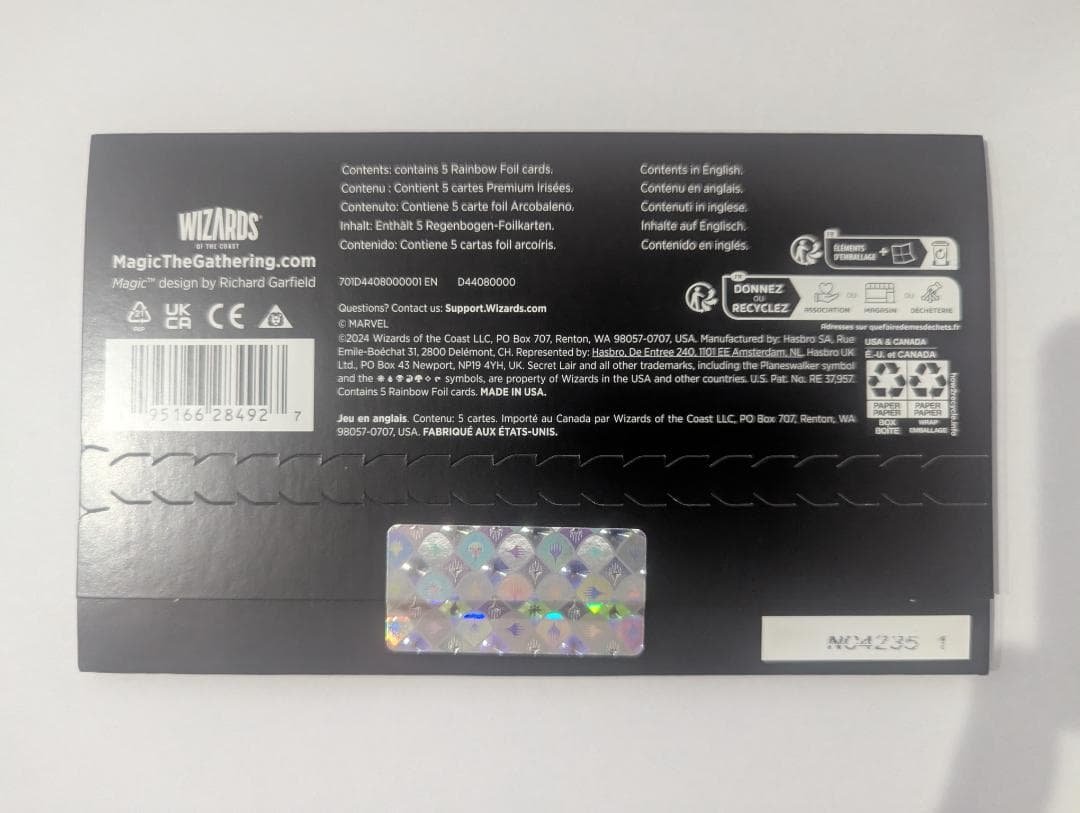 WIZARDS
OF THE COAST
MagicTheGathering.com
Magic™ design by Richard Garfield
21
PAP
UK
CA
CE
95166 28492 7
Contents: contains 5 Rainbow Foil cards.
Contenu : Contient 5 cartes Premium Irisées.
Contenuto: Contiene 5 carte foil Arcobaleno.
Inhalt: Enthält 5 Regenbogen-Foilkarten.
Contenido: Contiene 5 cartas foil arcoíris.
Contents in English.
Contenu en anglais.
Contenuti in inglese.
Inhalte auf Englisch.
Contenido en inglés.
701D4408000001 EN D44080000
Questions? Contact us: Support.Wizards.com
© MARVEL
©2024 Wizards of the Coast LLC, PO Box 707, Renton, WA 98057-0707, USA. Manufactured by: Hasbro SA, Rue
Emile-Boéchat 31, 2800 Delémont, CH. Represented by: Hasbro, De Entree 240, 1101 EE Amsterdam, NL. Hasbro UK
Ltd., PO Box 43 Newport, NP19 4YH, UK. Secret Lair and all other trademarks, including the Planeswalker symbol
and the symbols, are property of Wizards in the USA and other countries. U.S. Pat. No. RE 37,957.
Contains 5 Rainbow Foil cards. MADE IN USA.
Jeu en anglais. Contenu: 5 cartes. Importé au Canada par Wizards of the Coast LLC, PO Box 707, Renton, WA
98057-0707, USA. FABRIQUÉ AUX ÉTATS-UNIS.
FR
ÉLÉMENTS
D'EMBALLAGE +
FR
DONNEZ
OU
RECYCLEZ
ASSOCIATION OU MAGASIN OU DÉCHÈTERIE
Adresses sur quefairedemesdechets.fr
USA & CANADA
É.-U. et CANADA
PAPER
PAPIER
BOX
BOÎTE
PAPER
PAPIER
WRAP
EMBALLAGE
how2recycle.info
NC4235 1